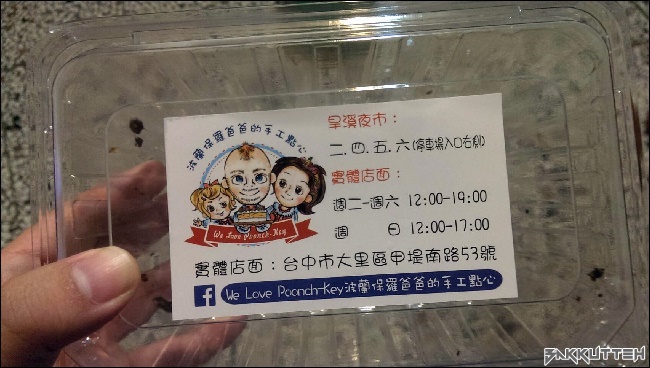 波蘭保羅爸爸的手工點心
We Love Poonch-Key
旱溪夜市：
二.四.五.六(停車場入口右側)
實體店面：
週二-週六 12:00-19:00
週　　日 12:00-17:00
實體店面：台中市大里區甲堤南路53號
f We Love Poonch-Key波蘭保羅爸爸的手工點心
BAKKUTTEH